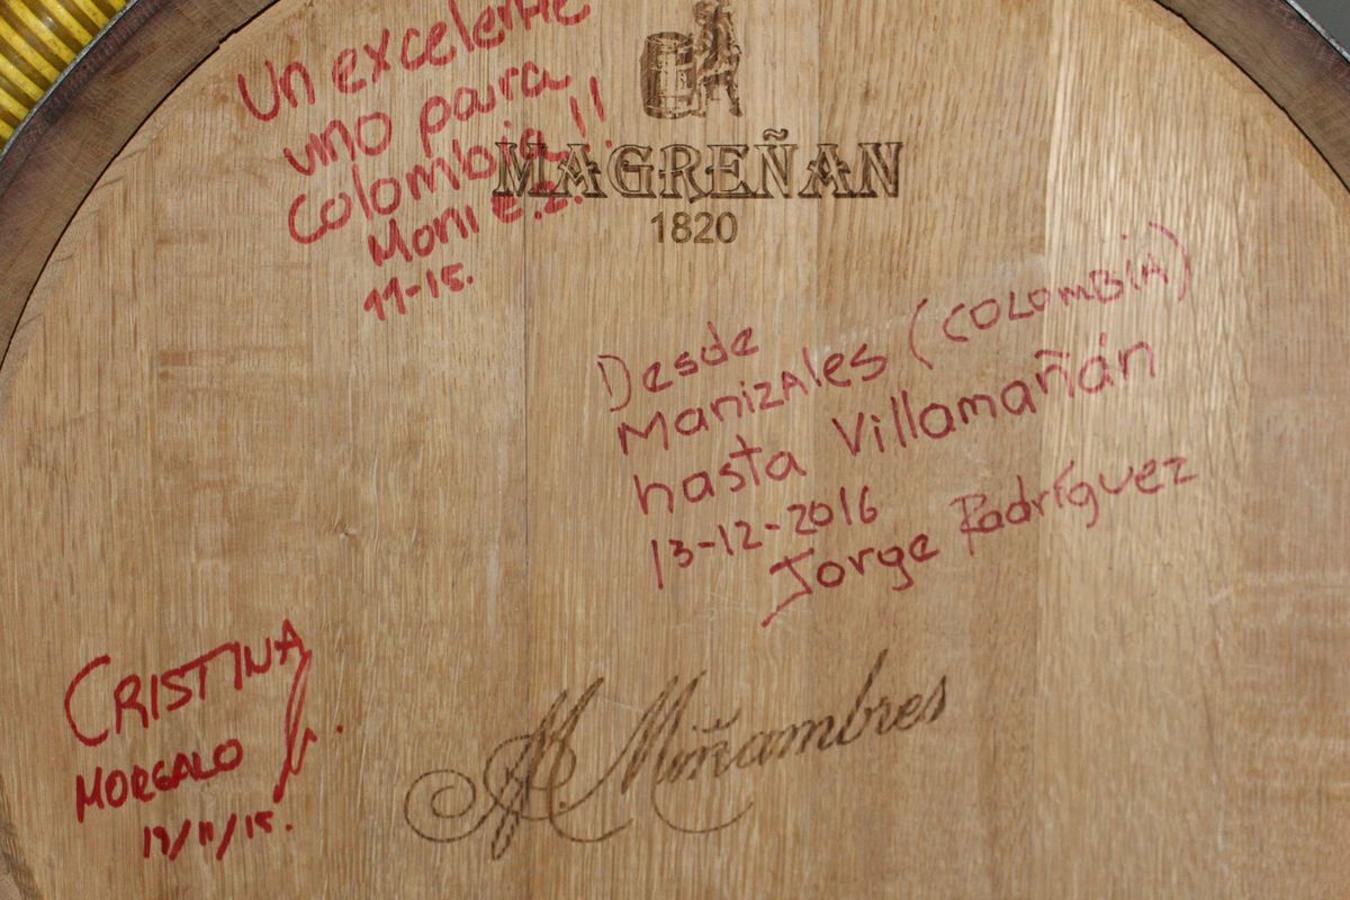 Un excelente
vino para
Colombia!!
Moni e.z.
11-15.
MAGREÑAN
1820
Desde
Manizales (COLOMBIA)
hasta Villamañán
13-12-2016
Jorge Rodríguez
CRISTINA
MORGALO
19/11/15.
M. Miñambres